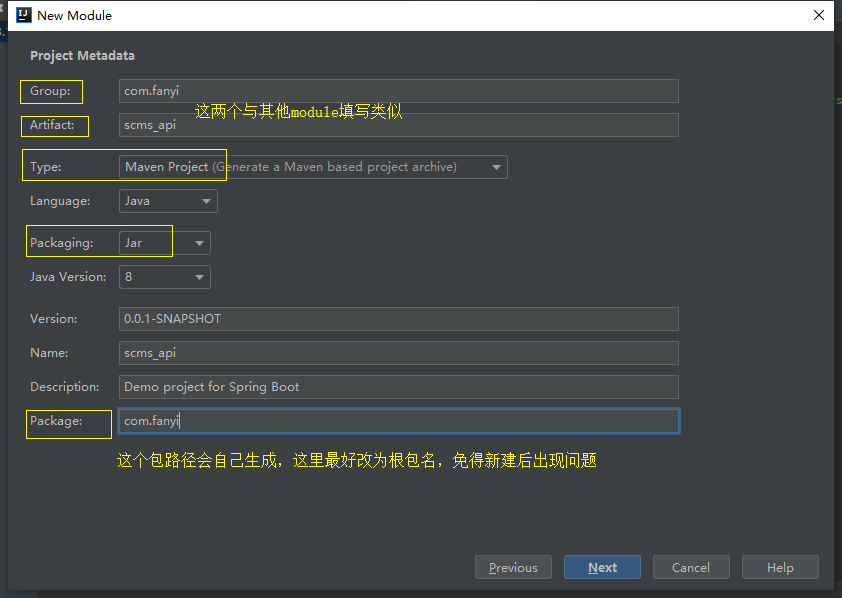 New Module
Project Metadata
Group: com.fanyi
这两个与其他module填写类似
Artifact: scms_api
Type: Maven Project (Generate a Maven based project archive)
Language: Java
Packaging: Jar
Java Version: 8
Version: 0.0.1-SNAPSHOT
Name: scms_api
Description: Demo project for Spring Boot
Package: com.fanyi
这个包路径会自己生成，这里最好改为根包名，免得新建后出现问题
Previous Next Cancel Help